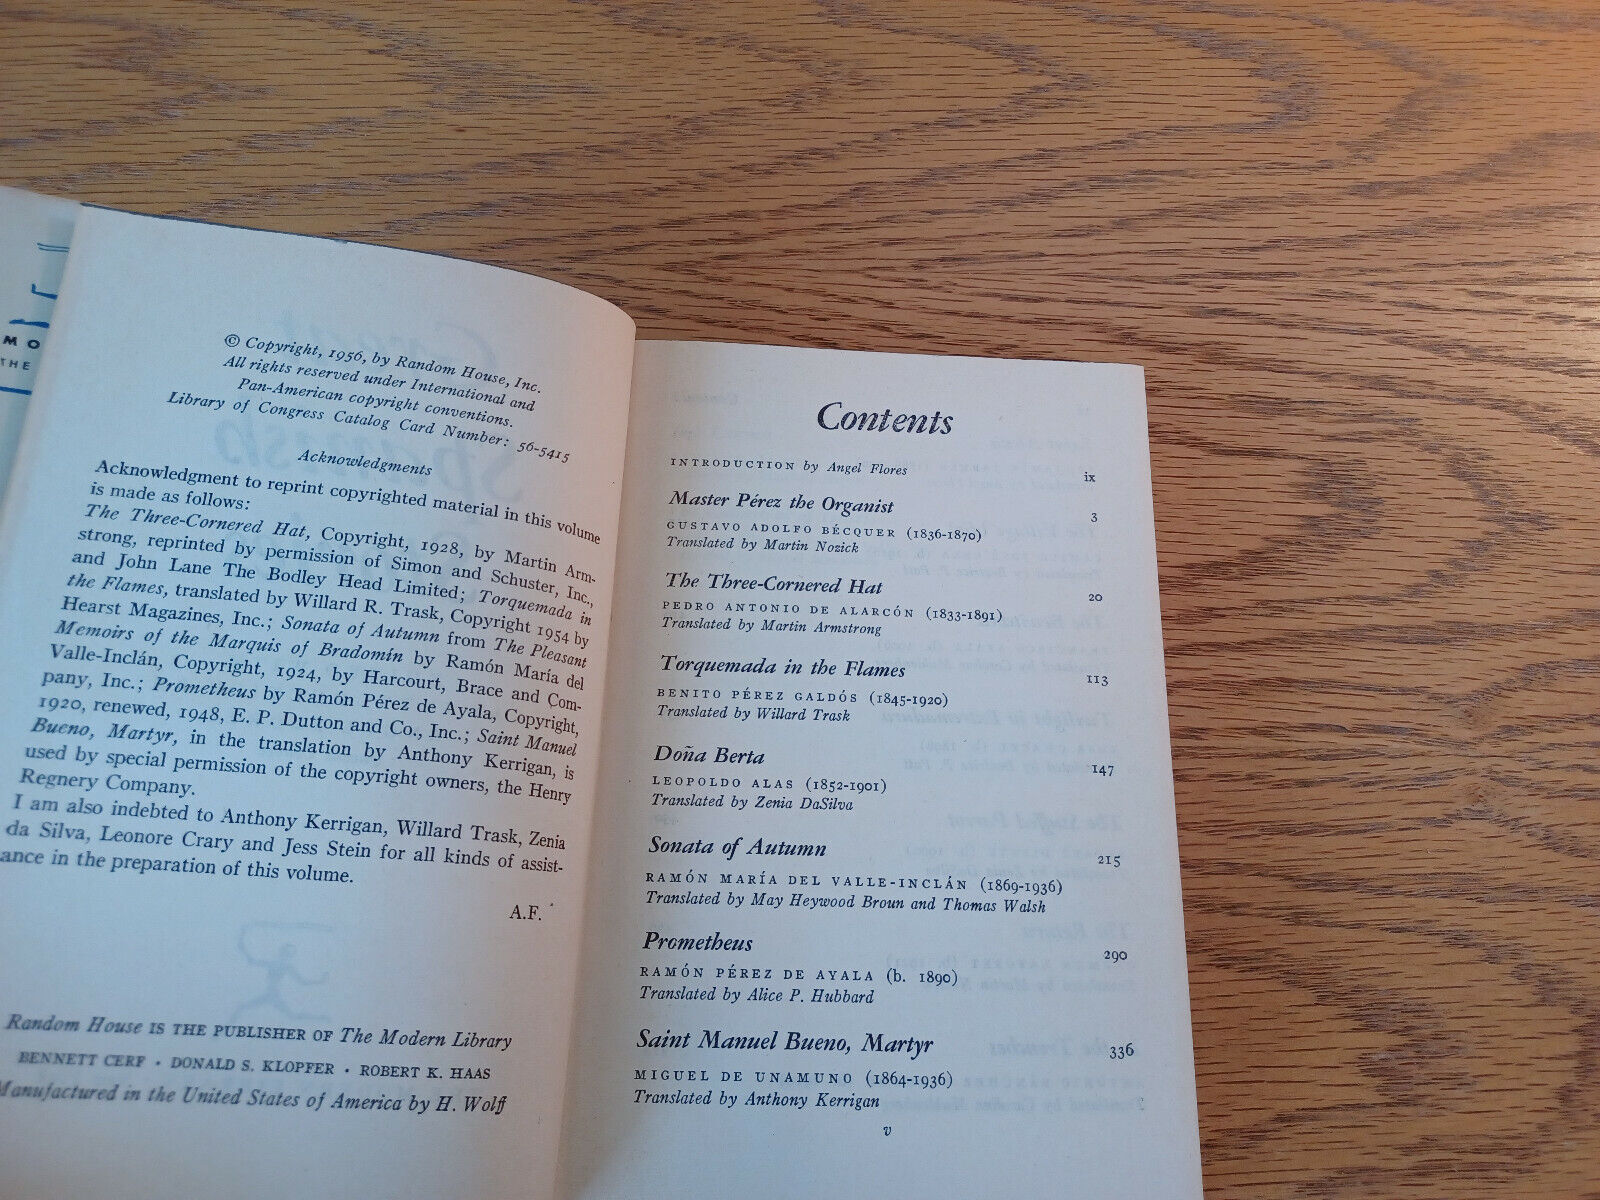 MO
THE
© Copyright, 1956, by Random House, Inc.
All rights reserved under International and
Pan-American copyright conventions.
Library of Congress Catalog Card Number: 56-5415
Acknowledgments
Acknowledgment to reprint copyrighted material in this volume
is made as follows:
The Three-Cornered Hat, Copyright, 1928, by Martin Arm-
strong, reprinted by permission of Simon and Schuster, Inc.,
and John Lane The Bodley Head Limited; Torquemada in
the Flames, translated by Willard R. Trask, Copyright 1954 by
Hearst Magazines, Inc.; Sonata of Autumn from The Pleasant
Memoirs of the Marquis of Bradomín by Ramón María del
Valle-Inclán, Copyright, 1924, by Harcourt, Brace and Com-
pany, Inc.; Prometheus by Ramón Pérez de Ayala, Copyright,
1920, renewed, 1948, E. P. Dutton and Co., Inc.; Saint Manuel
Bueno, Martyr, in the translation by Anthony Kerrigan, is
used by special permission of the copyright owners, the Henry
Regnery Company.
I am also indebted to Anthony Kerrigan, Willard Trask, Zenia
da Silva, Leonore Crary and Jess Stein for all kinds of assist-
ance in the preparation of this volume.
A.F.
Random House IS THE PUBLISHER OF The Modern Library
BENNETT CERF · DONALD S. KLOPFER · ROBERT K. HAAS
Manufactured in the United States of America by H. Wolff
Contents
INTRODUCTION by Angel Flores ix
Master Pérez the Organist 3
GUSTAVO ADOLFO BÉCQUER (1836-1870)
Translated by Martin Nozick
The Three-Cornered Hat 20
PEDRO ANTONIO DE ALARCÓN (1833-1891)
Translated by Martin Armstrong
Torquemada in the Flames 113
BENITO PÉREZ GALDÓS (1845-1920)
Translated by Willard Trask
Doña Berta 147
LEOPOLDO ALAS (1852-1901)
Translated by Zenia DaSilva
Sonata of Autumn 215
RAMÓN MARÍA DEL VALLE-INCLÁN (1869-1936)
Translated by May Heywood Broun and Thomas Walsh
Prometheus 290
RAMÓN PÉREZ DE AYALA (b. 1890)
Translated by Alice P. Hubbard
Saint Manuel Bueno, Martyr 336
MIGUEL DE UNAMUNO (1864-1936)
Translated by Anthony Kerrigan
v